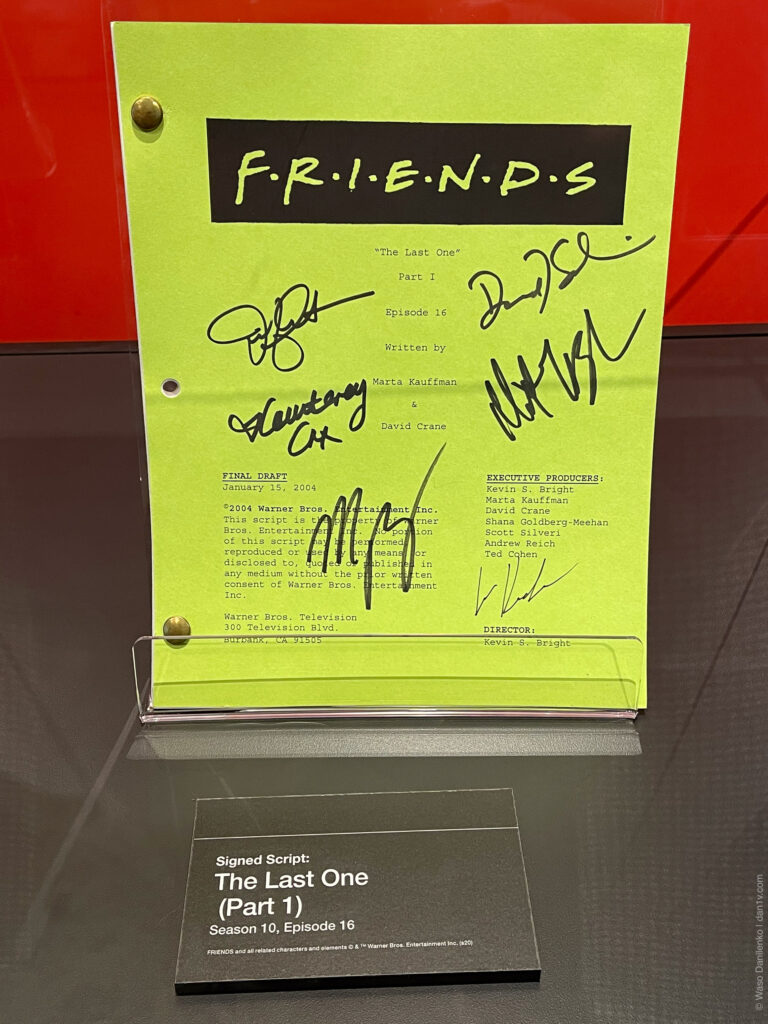 F·R·I·E·N·D·S
"The Last One"
Part I
Episode 16
Written by
Marta Kauffman
&
David Crane
FINAL DRAFT
January 15, 2004
©2004 Warner Bros. Entertainment Inc.
This script is the property of Warner
Bros. Entertainment Inc. No portion
of this script may be performed,
reproduced or used by any means, or
disclosed to, quoted or published in
any medium without the prior written
consent of Warner Bros. Entertainment
Inc.
Warner Bros. Television
300 Television Blvd.
Burbank, CA 91505
EXECUTIVE PRODUCERS:
Kevin S. Bright
Marta Kauffman
David Crane
Shana Goldberg-Meehan
Scott Silveri
Andrew Reich
Ted Cohen
DIRECTOR:
Kevin S. Bright
Signed Script:
The Last One
(Part 1)
Season 10, Episode 16
FRIENDS and all related characters and elements © & ™ Warner Bros. Entertainment Inc. (s20)
© Waso Danilenko | dan1v.com